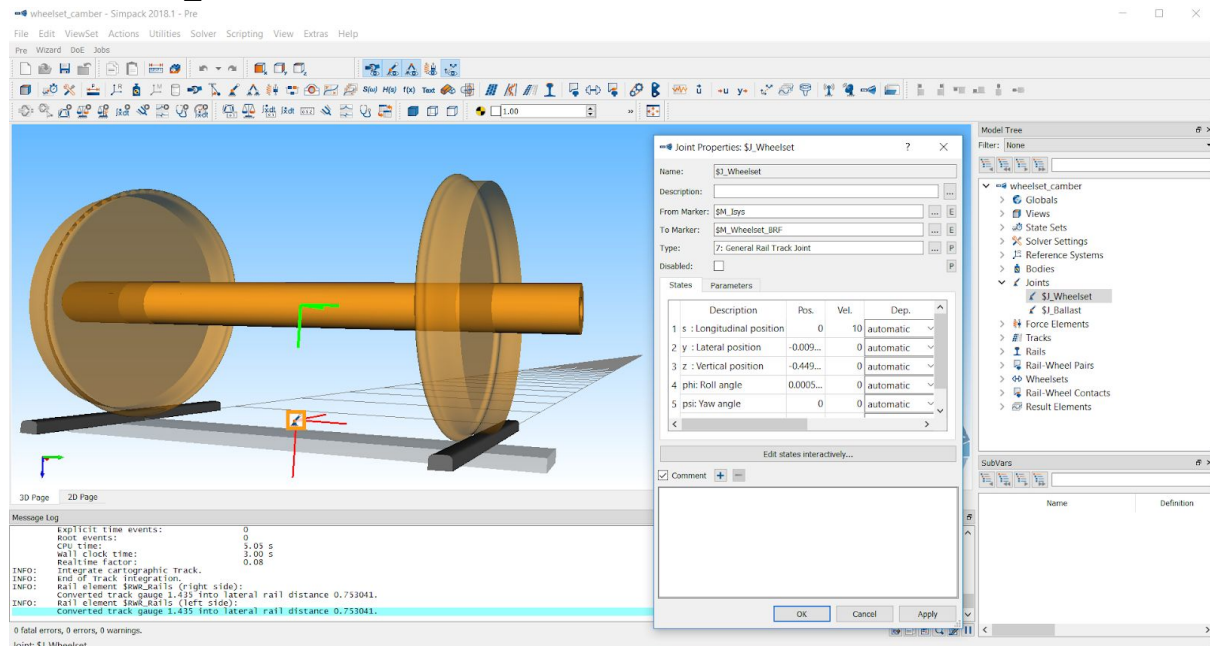 wheelset_camber - Simpack 2018.1 - Pre
File Edit ViewSet Actions Utilities Solver Scripting View Extras Help
Pre Wizard DoE Jobs
S(ω) H(s) f(x) Text
+u y+
1.00
Joint Properties: $J_Wheelset ? ×
Name: $J_Wheelset
Description: ...
From Marker: $M_Isys ... E
To Marker: $M_Wheelset_BRF ... E
Type: 7: General Rail Track Joint ... P
Disabled: P
States Parameters
Description Pos. Vel. Dep.
1 s : Longitudinal position 0 10 automatic
2 y : Lateral position -0.009... 0 automatic
3 z : Vertical position -0.449... 0 automatic
4 phi: Roll angle 0.0005... 0 automatic
5 psi: Yaw angle 0 0 automatic
Edit states interactively...
Comment
OK Cancel Apply
Model Tree
Filter: None
wheelset_camber
Globals
Views
State Sets
Solver Settings
Reference Systems
Bodies
Joints
$J_Wheelset
$J_Ballast
Force Elements
Tracks
Rails
Rail-Wheel Pairs
Wheelsets
Rail-Wheel Contacts
Result Elements
SubVars
Name Definition
3D Page 2D Page
Message Log
Explicit time events: 0
Root events: 0
CPU time: 5.05 s
Wall clock time: 3.00 s
Realtime factor: 0.08
INFO: Integrate cartographic Track.
INFO: End of Track integration.
INFO: Rail element $RWR_Rails (right side):
Converted track gauge 1.435 into lateral rail distance 0.753041.
INFO: Rail element $RWR_Rails (left side):
Converted track gauge 1.435 into lateral rail distance 0.753041.
0 fatal errors, 0 errors, 0 warnings.
Joint: $J_Wheelset